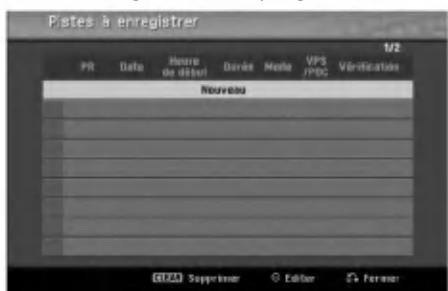 Pistes à enregistrer
1/2
PR Date Heure de début Durée Mode VPS /PDC Vérification
Nouveau
CLEAR Supprimer Editer Fermer